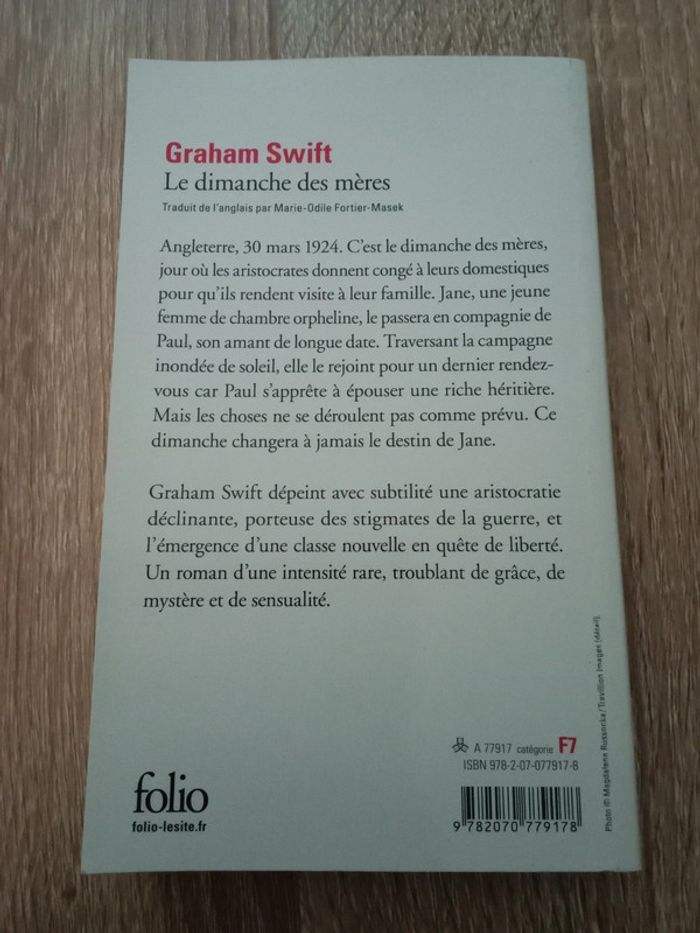 Graham Swift
Le dimanche des mères
Traduit de l'anglais par Marie-Odile Fortier-Masek
Angleterre, 30 mars 1924. C'est le dimanche des mères,
jour où les aristocrates donnent congé à leurs domestiques
pour qu'ils rendent visite à leur famille. Jane, une jeune
femme de chambre orpheline, le passera en compagnie de
Paul, son amant de longue date. Traversant la campagne
inondée de soleil, elle le rejoint pour un dernier rendez-
vous car Paul s'apprête à épouser une riche héritière.
Mais les choses ne se déroulent pas comme prévu. Ce
dimanche changera à jamais le destin de Jane.
Graham Swift dépeint avec subtilité une aristocratie
déclinante, porteuse des stigmates de la guerre, et
l'émergence d'une classe nouvelle en quête de liberté.
Un roman d'une intensité rare, troublant de grâce, de
mystère et de sensualité.
A 77917 catégorie F7
ISBN 978-2-07-077917-8
folio
folio-lesite.fr
9 782070 779178
Photo © Magdalena Russocka / Trevillion Images (détail).